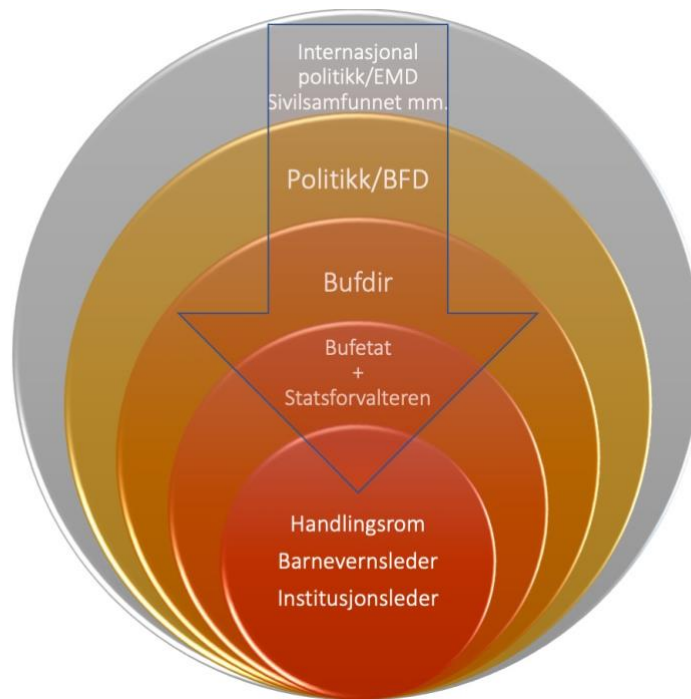 Internasjonal
politikk/EMD
Sivilsamfunnet mm.
Politikk/BFD
Bufdir
Bufetat
+
Statsforvalteren
Handlingsrom
Barnevernsleder
Institusjonsleder